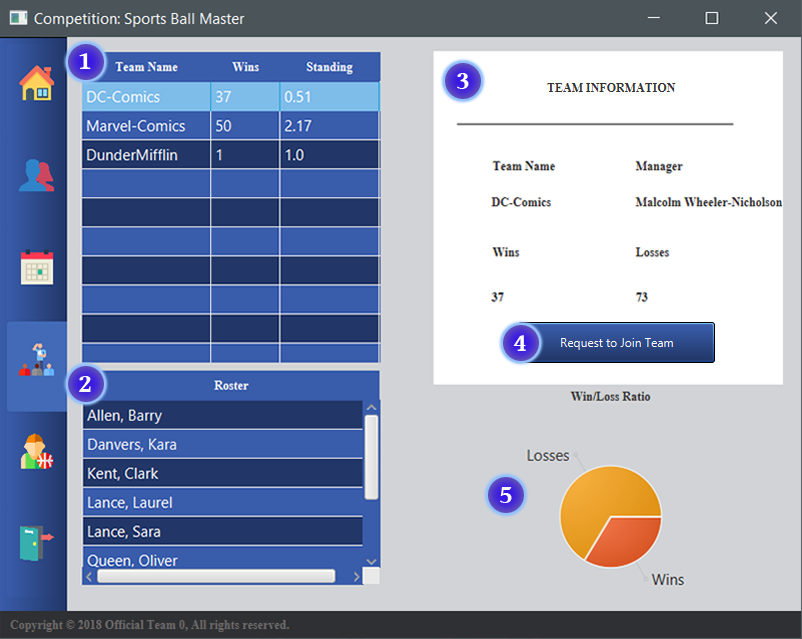 Competition: Sports Ball Master
1
Team Name Wins Standing
DC-Comics 37 0.51
Marvel-Comics 50 2.17
DunderMifflin 1 1.0
2
Roster
Allen, Barry
Danvers, Kara
Kent, Clark
Lance, Laurel
Lance, Sara
Queen, Oliver
3
TEAM INFORMATION
Team Name Manager
DC-Comics Malcolm Wheeler-Nicholson
Wins Losses
37 73
4
Request to Join Team
Win/Loss Ratio
Losses
5
Wins
Copyright © 2018 Official Team 0, All rights reserved.